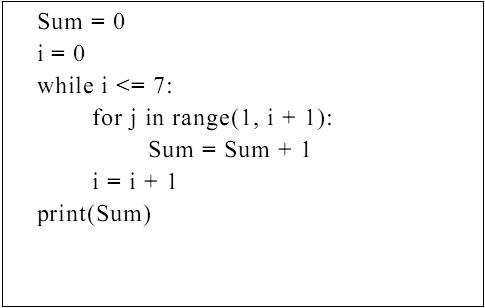 Sum = 0
i = 0
while i <= 7:
for j in range(1, i + 1):
Sum = Sum + 1
i = i + 1
print(Sum)